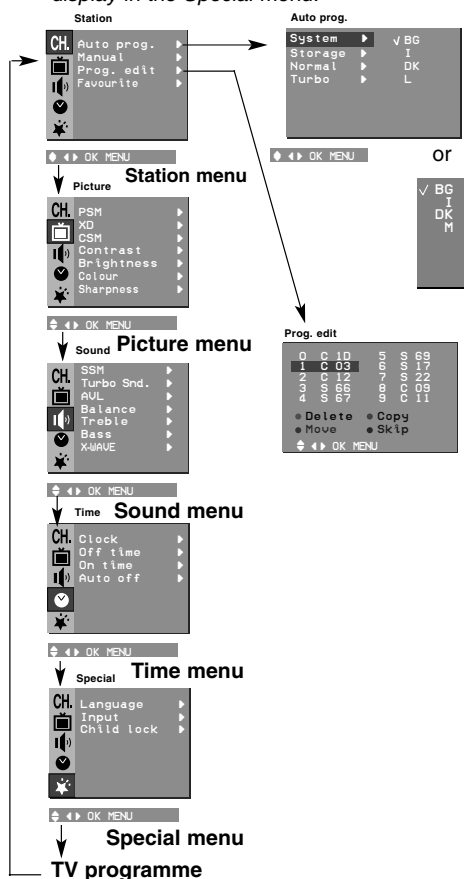 display in the Special menu.
Station
CH.
Auto prog.
Manual
Prog. edit
Favourite
OK MENU
Station menu
Auto prog.
System √ BG
Storage I
Normal DK
Turbo L
OK MENU
or
√ BG
I
DK
M
Picture
CH.
PSM
XD
CSM
Contrast
Brightness
Colour
Sharpness
OK MENU
Picture menu
Prog. edit
0 C 10 5 S 69
1 C 03 6 S 17
2 C 12 7 S 22
3 S 66 8 C 09
4 S 67 9 C 11
Delete Copy
Move Skip
OK MENU
Sound
CH.
SSM
Turbo Snd.
AVL
Balance
Treble
Bass
X-WAVE
OK MENU
Sound menu
Time
CH.
Clock
Off time
On time
Auto off
OK MENU
Time menu
Special
CH.
Language
Input
Child lock
OK MENU
Special menu
TV programme